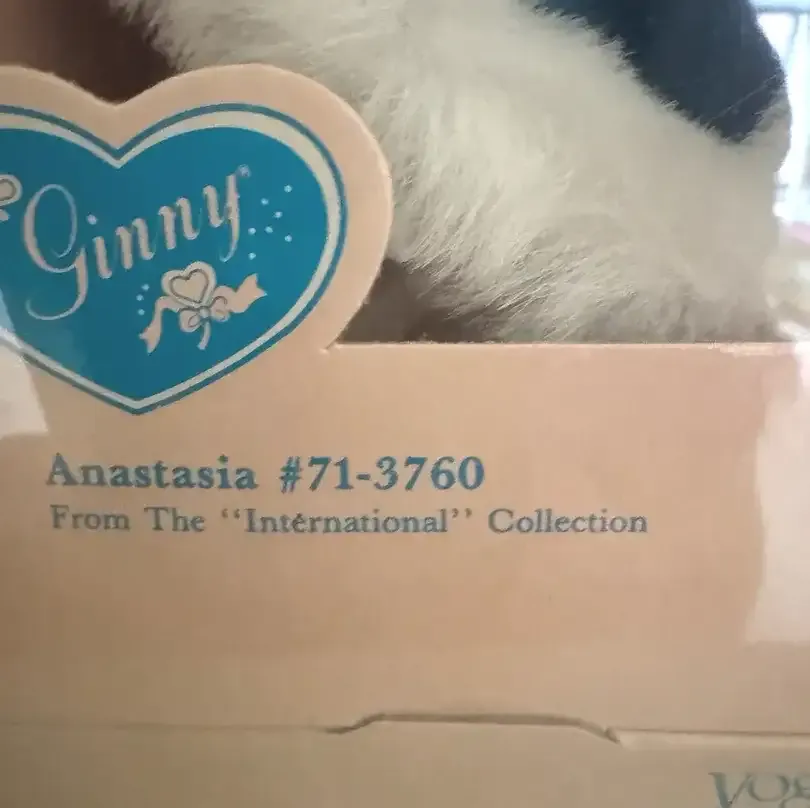 Ginny®
Anastasia #71-3760
From The “International” Collection